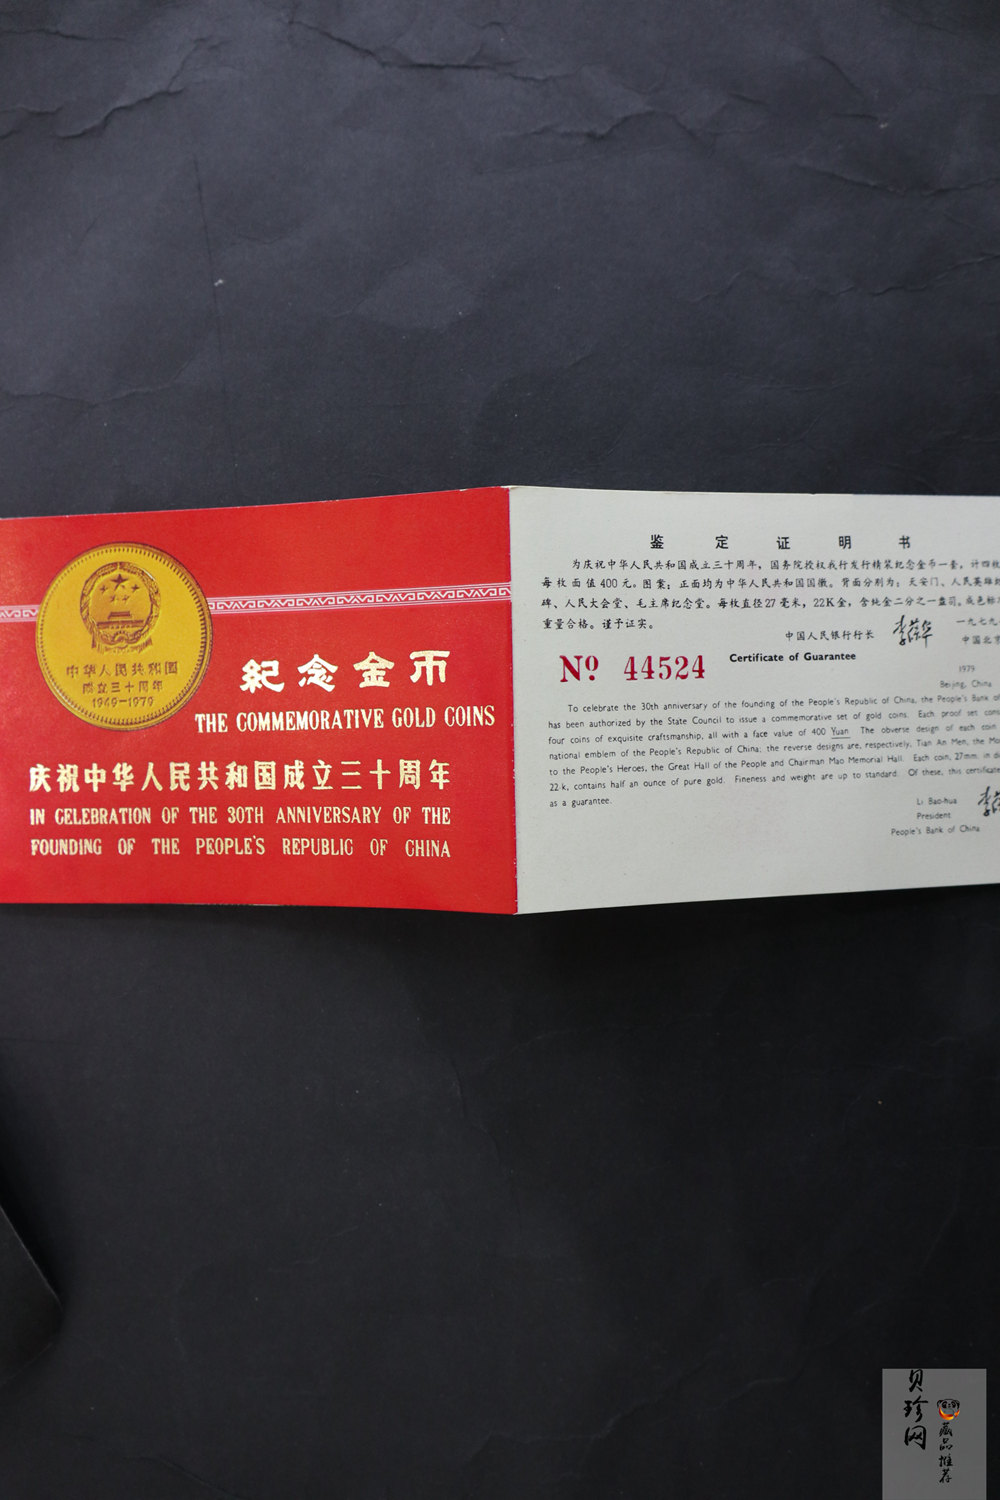 中华人民共和国
成立三十周年
1949-1979
紀念金币
THE COMMEMORATIVE GOLD COINS
庆祝中华人民共和国成立三十周年
IN CELEBRATION OF THE 30TH ANNIVERSARY OF THE
FOUNDING OF THE PEOPLE'S REPUBLIC OF CHINA
鉴定证明书
为庆祝中华人民共和国成立三十周年，国务院授权我行发行精装纪念金币一套，计四枚
每枚面值400元。图案：正面均为中华人民共和国国徽。背面分别为：天安门、人民英雄纪
碑、人民大会堂、毛主席纪念堂。每枚直径27毫米，22K金，含纯金二分之一盎司。成色标准
重量合格。谨予证实。
中国人民银行行长 李葆华 一九七九
中国北京
Nº 44524 Certificate of Guarantee
1979
Beijing, China
To celebrate the 30th anniversary of the founding of the People's Republic of China, the People's Bank of
has been authorized by the State Council to issue a commemorative set of gold coins. Each proof set cons
four coins of exquisite craftsmanship, all with a face value of 400 Yuan The obverse design of each coin
national emblem of the People's Republic of China; the reverse designs are, respectively, Tian An Men, the Mo
to the People's Heroes, the Great Hall of the People and Chairman Mao Memorial Hall. Each coin, 27mm. in d
22 k, contains half an ounce of pure gold. Fineness and weight are up to standard. Of these, this certificate
as a guarantee.
Li Bao-hua
President
People's Bank of China
贝珍网
藏品推荐